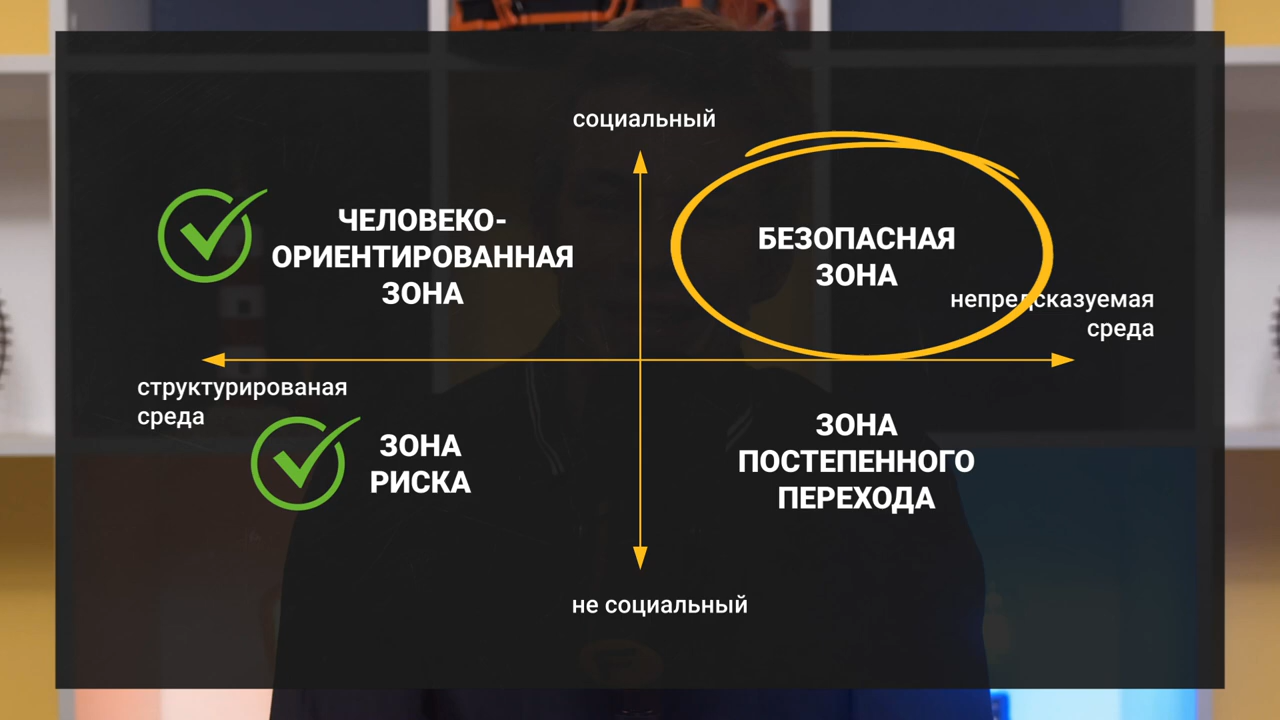 социальный
ЧЕЛОВЕКО-
ОРИЕНТИРОВАННАЯ
ЗОНА
БЕЗОПАСНАЯ
ЗОНА
непредсказуемая
среда
структурированая
среда
ЗОНА
РИСКА
ЗОНА
ПОСТЕПЕННОГО
ПЕРЕХОДА
не социальный